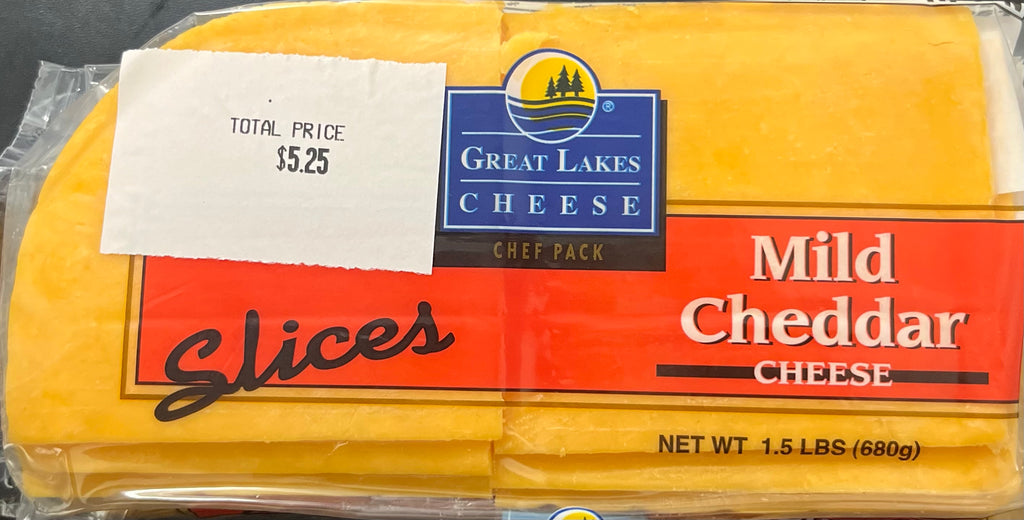 TOTAL PRICE
$5.25
®
GREAT LAKES
CHEESE
CHEF PACK
Slices
Mild
Cheddar
CHEESE
NET WT 1.5 LBS (680g)